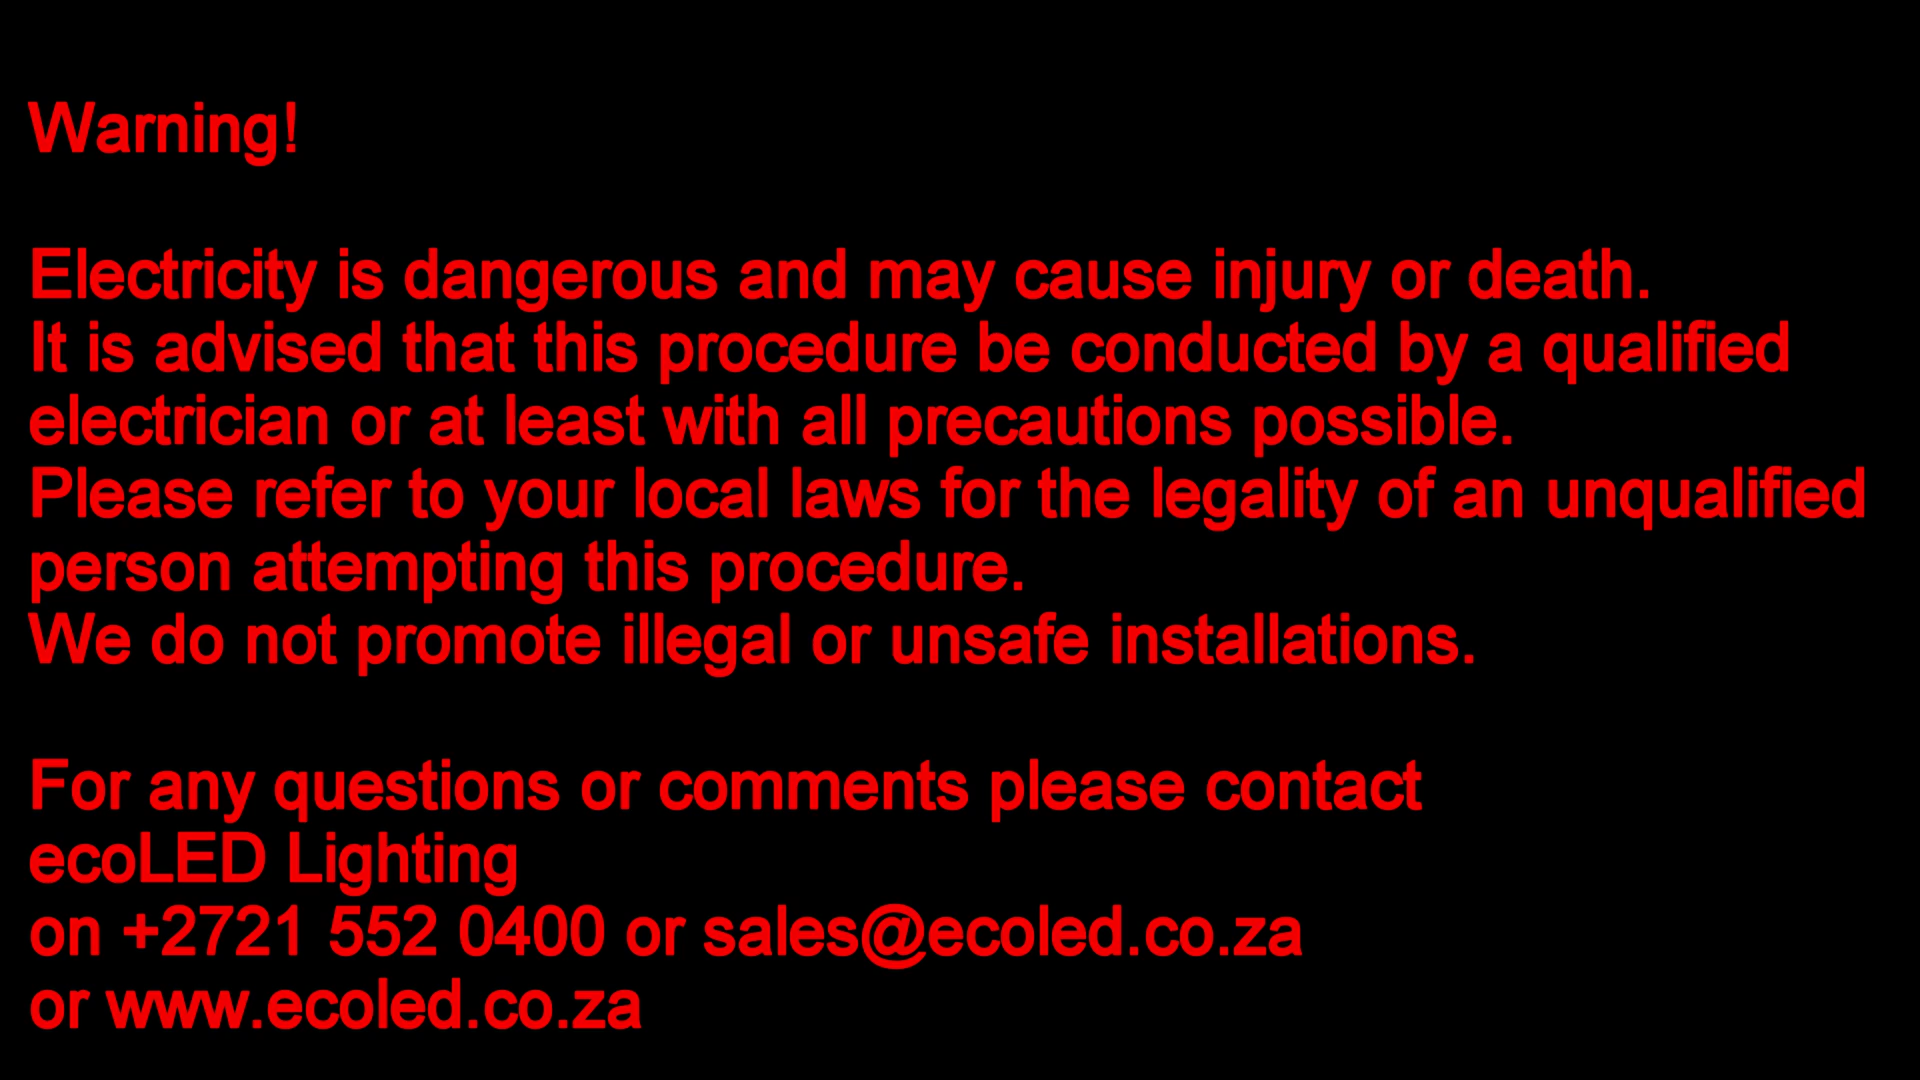 Warning!
Electricity is dangerous and may cause injury or death.
It is advised that this procedure be conducted by a qualified
electrician or at least with all precautions possible.
Please refer to your local laws for the legality of an unqualified
person attempting this procedure.
We do not promote illegal or unsafe installations.
For any questions or comments please contact
ecoLED Lighting
on +2721 552 0400 or sales@ecoled.co.za
or www.ecoled.co.za